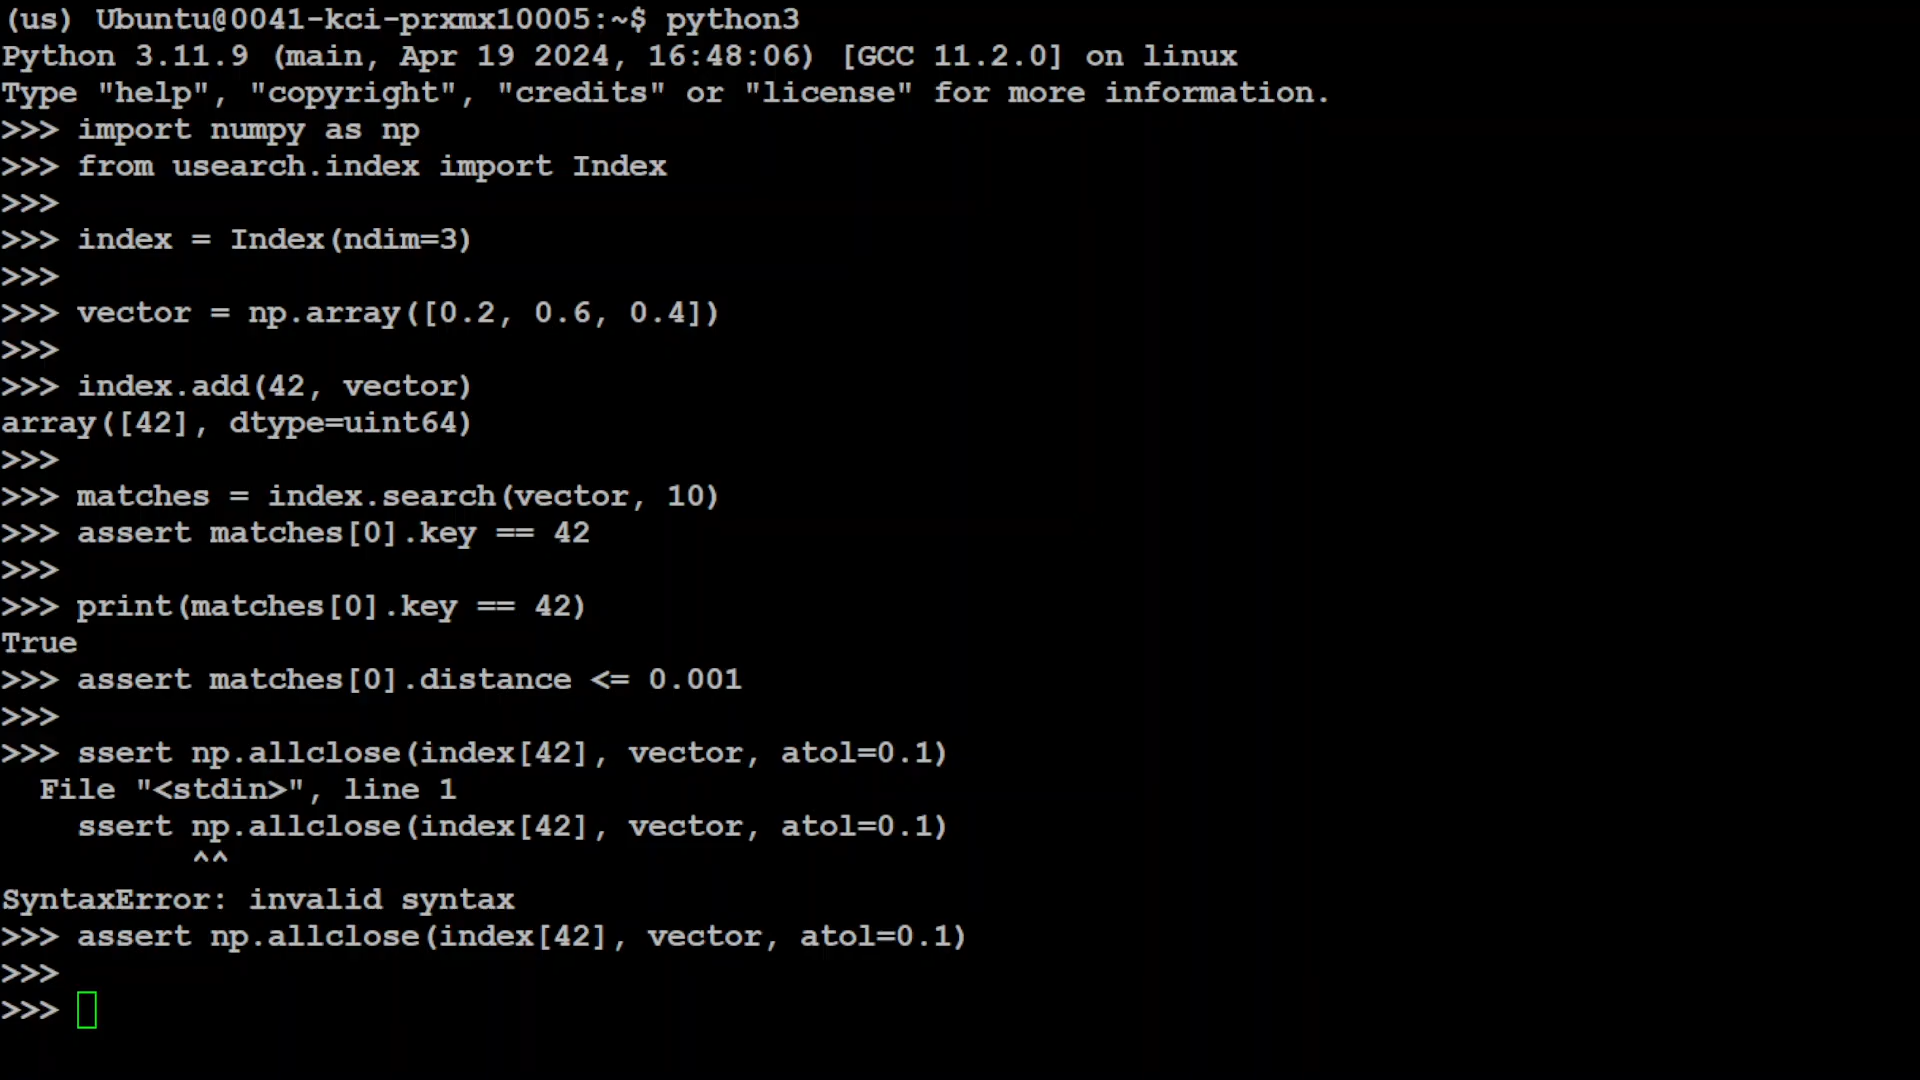 (us) Ubuntu@0041-kci-prxmx10005:~$ python3
Python 3.11.9 (main, Apr 19 2024, 16:48:06) [GCC 11.2.0] on linux
Type "help", "copyright", "credits" or "license" for more information.
>>> import numpy as np
>>> from usearch.index import Index
>>>
>>> index = Index(ndim=3)
>>>
>>> vector = np.array([0.2, 0.6, 0.4])
>>>
>>> index.add(42, vector)
array([42], dtype=uint64)
>>>
>>> matches = index.search(vector, 10)
>>> assert matches[0].key == 42
>>>
>>> print(matches[0].key == 42)
True
>>> assert matches[0].distance <= 0.001
>>>
>>> ssert np.allclose(index[42], vector, atol=0.1)
  File "<stdin>", line 1
    ssert np.allclose(index[42], vector, atol=0.1)
          ^^
SyntaxError: invalid syntax
>>> assert np.allclose(index[42], vector, atol=0.1)
>>>
>>>